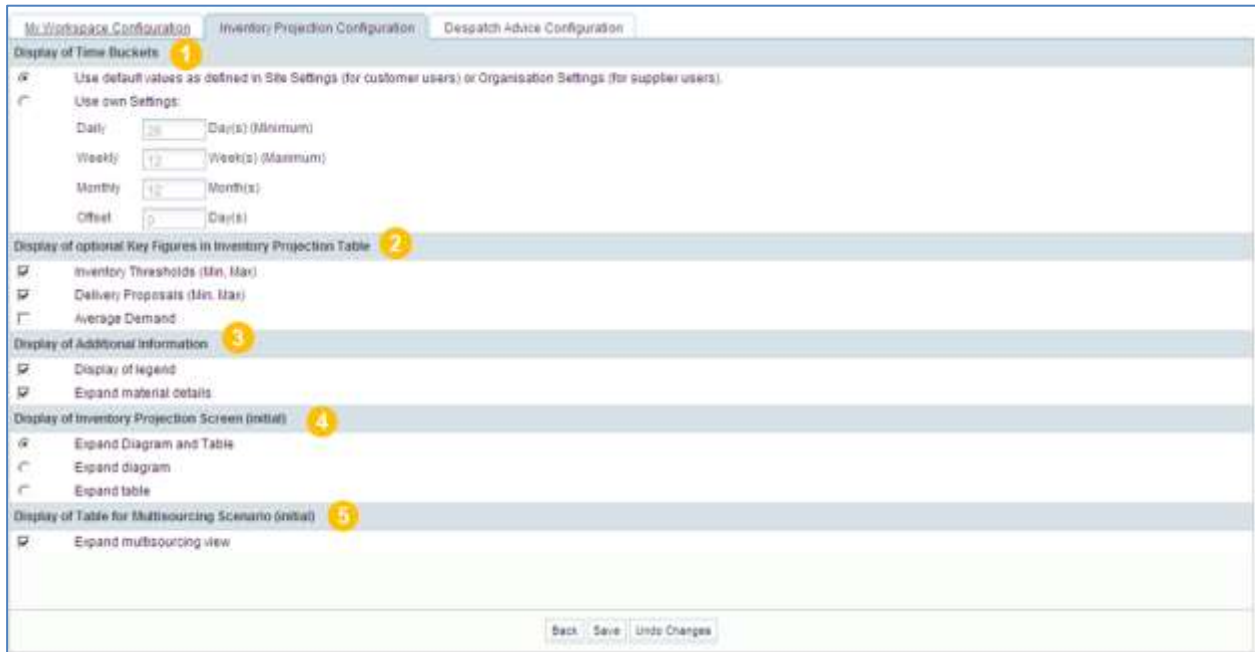 My Workspace Configuration Inventory Projection Configuration Despatch Advice Configuration
Display of Time Buckets 1
Use default values as defined in Site Settings (for customer users) or Organisation Settings (for supplier users).
Use own Settings:
Daily 28 Day(s) (Minimum)
Weekly 12 Week(s) (Maximum)
Monthly 12 Month(s)
Offset 0 Day(s)
Display of optional Key Figures in Inventory Projection Table 2
Inventory Thresholds (Min, Max)
Delivery Proposals (Min, Max)
Average Demand
Display of Additional Information 3
Display of legend
Expand material details
Display of Inventory Projection Screen (initial) 4
Expand Diagram and Table
Expand diagram
Expand table
Display of Table for Multisourcing Scenario (initial) 5
Expand multisourcing view
Back Save Undo Changes